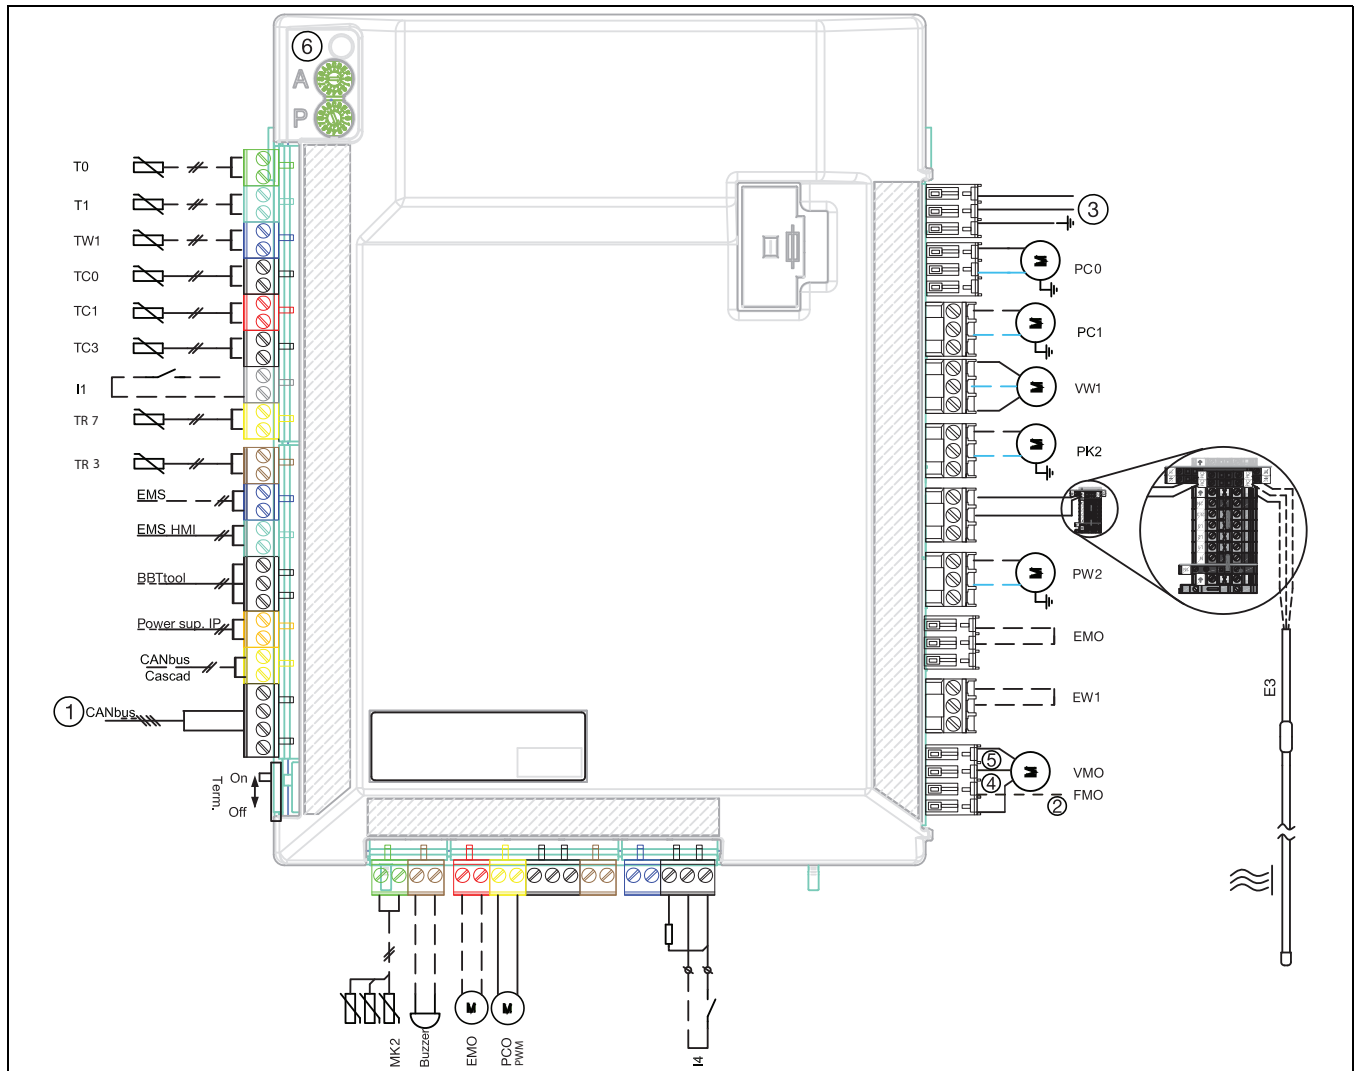 6
A
P
T0
T1
TW1
TC0
TC1
TC3
I1
TR 7
TR 3
EMS
EMS HMI
BBTtool
Power sup. IP
CANbus
Cascad
1 CANbus
On
Off
Term.
3
M PC0
M PC1
M VW1
M PK2
M PW2
EMO
EW1
5
4
M VMO
FMO
2
E3
MK2
Buzzer
M
EMO
M
PCO
PWM
I4